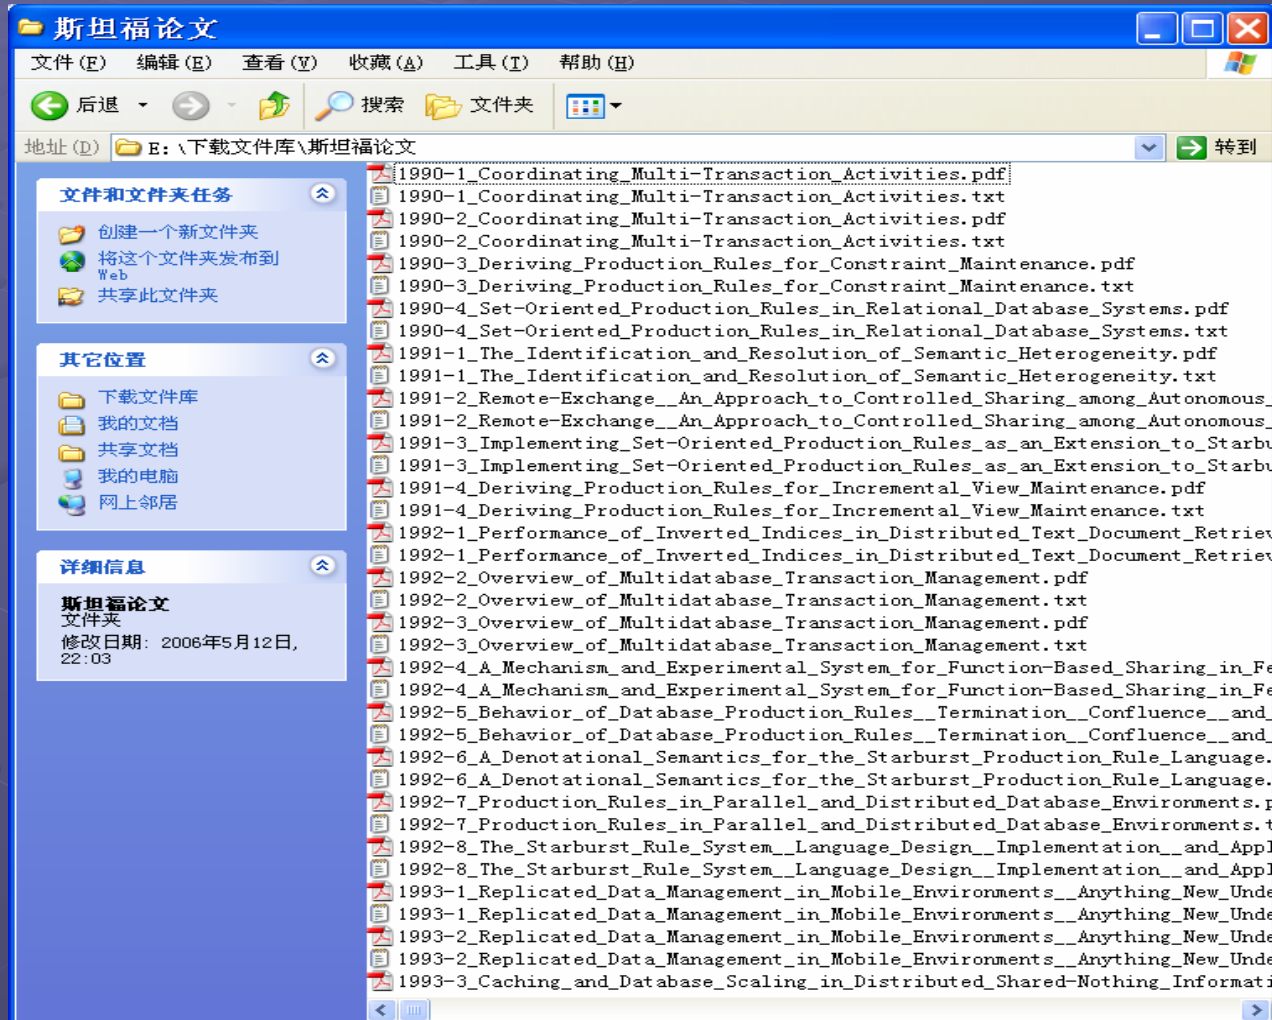 斯坦福论文
文件(F) 编辑(E) 查看(V) 收藏(A) 工具(T) 帮助(H)
后退 搜索 文件夹
地址(D) E:\下载文件库\斯坦福论文 转到
文件和文件夹任务
创建一个新文件夹
将这个文件夹发布到
Web
共享此文件夹
其它位置
下载文件库
我的文档
共享文档
我的电脑
网上邻居
详细信息
斯坦福论文
文件夹
修改日期: 2006年5月12日,
22:03
1990-1_Coordinating_Multi-Transaction_Activities.pdf
1990-1_Coordinating_Multi-Transaction_Activities.txt
1990-2_Coordinating_Multi-Transaction_Activities.pdf
1990-2_Coordinating_Multi-Transaction_Activities.txt
1990-3_Deriving_Production_Rules_for_Constraint_Maintenance.pdf
1990-3_Deriving_Production_Rules_for_Constraint_Maintenance.txt
1990-4_Set-Oriented_Production_Rules_in_Relational_Database_Systems.pdf
1990-4_Set-Oriented_Production_Rules_in_Relational_Database_Systems.txt
1991-1_The_Identification_and_Resolution_of_Semantic_Heterogeneity.pdf
1991-1_The_Identification_and_Resolution_of_Semantic_Heterogeneity.txt
1991-2_Remote-Exchange__An_Approach_to_Controlled_Sharing_among_Autonomous_
1991-2_Remote-Exchange__An_Approach_to_Controlled_Sharing_among_Autonomous_
1991-3_Implementing_Set-Oriented_Production_Rules_as_an_Extension_to_Starbu
1991-3_Implementing_Set-Oriented_Production_Rules_as_an_Extension_to_Starbu
1991-4_Deriving_Production_Rules_for_Incremental_View_Maintenance.pdf
1991-4_Deriving_Production_Rules_for_Incremental_View_Maintenance.txt
1992-1_Performance_of_Inverted_Indices_in_Distributed_Text_Document_Retriev
1992-1_Performance_of_Inverted_Indices_in_Distributed_Text_Document_Retriev
1992-2_Overview_of_Multidatabase_Transaction_Management.pdf
1992-2_Overview_of_Multidatabase_Transaction_Management.txt
1992-3_Overview_of_Multidatabase_Transaction_Management.pdf
1992-3_Overview_of_Multidatabase_Transaction_Management.txt
1992-4_A_Mechanism_and_Experimental_System_for_Function-Based_Sharing_in_Fe
1992-4_A_Mechanism_and_Experimental_System_for_Function-Based_Sharing_in_Fe
1992-5_Behavior_of_Database_Production_Rules__Termination__Confluence__and_
1992-5_Behavior_of_Database_Production_Rules__Termination__Confluence__and_
1992-6_A_Denotational_Semantics_for_the_Starburst_Production_Rule_Language.
1992-6_A_Denotational_Semantics_for_the_Starburst_Production_Rule_Language.
1992-7_Production_Rules_in_Parallel_and_Distributed_Database_Environments.p
1992-7_Production_Rules_in_Parallel_and_Distributed_Database_Environments.t
1992-8_The_Starburst_Rule_System__Language_Design__Implementation__and_Appl
1992-8_The_Starburst_Rule_System__Language_Design__Implementation__and_Appl
1993-1_Replicated_Data_Management_in_Mobile_Environments__Anything_New_Unde
1993-1_Replicated_Data_Management_in_Mobile_Environments__Anything_New_Unde
1993-2_Replicated_Data_Management_in_Mobile_Environments__Anything_New_Unde
1993-2_Replicated_Data_Management_in_Mobile_Environments__Anything_New_Unde
1993-3_Caching_and_Database_Scaling_in_Distributed_Shared-Nothing_Informati